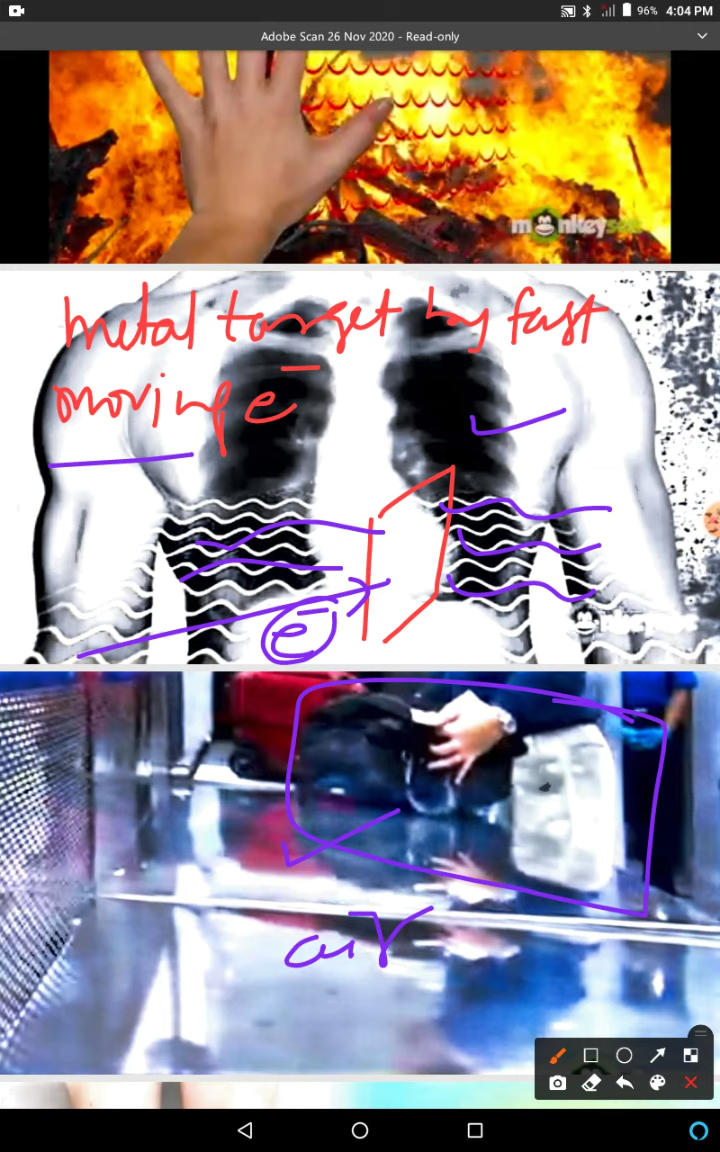 96% 4:04 PM
Adobe Scan 26 Nov 2020 - Read-only
monkeysee
metal target by fast
moving e⁻
e⁻